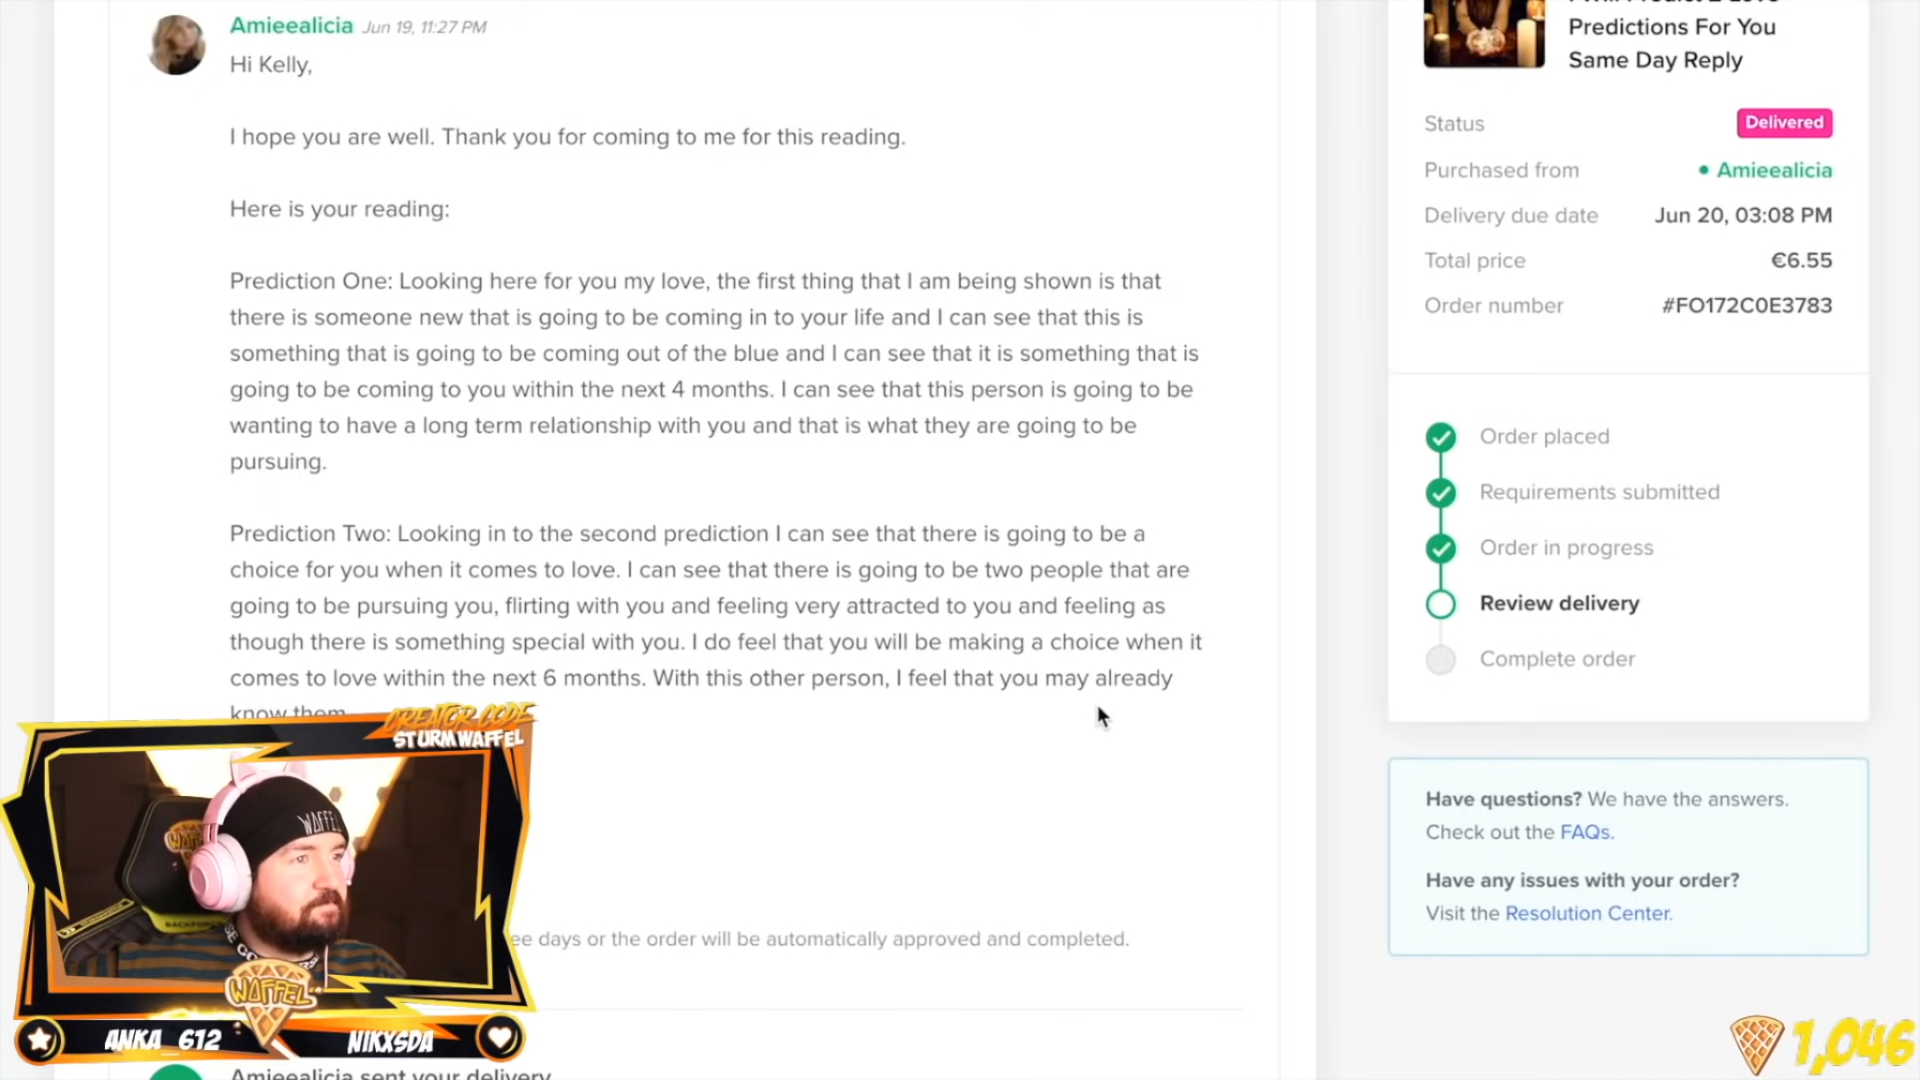 Amieealicia Jun 19, 11:27 PM
Hi Kelly,
I hope you are well. Thank you for coming to me for this reading.
Here is your reading:
Prediction One: Looking here for you my love, the first thing that I am being shown is that
there is someone new that is going to be coming in to your life and I can see that this is
something that is going to be coming out of the blue and I can see that it is something that is
going to be coming to you within the next 4 months. I can see that this person is going to be
wanting to have a long term relationship with you and that is what they are going to be
pursuing.
Prediction Two: Looking in to the second prediction I can see that there is going to be a
choice for you when it comes to love. I can see that there is going to be two people that are
going to be pursuing you, flirting with you and feeling very attracted to you and feeling as
though there is something special with you. I do feel that you will be making a choice when it
comes to love within the next 6 months. With this other person, I feel that you may already
know them
ee days or the order will be automatically approved and completed.
Amieealicia sent your delivery
Predictions For You
Same Day Reply
Status Delivered
Purchased from Amieealicia
Delivery due date Jun 20, 03:08 PM
Total price €6.55
Order number #FO172C0E3783
Order placed
Requirements submitted
Order in progress
Review delivery
Complete order
Have questions? We have the answers.
Check out the FAQs.
Have any issues with your order?
Visit the Resolution Center.
CREATOR CODE
STURMWAFFEL
WAFFEL
ANKA_612
NIKXSDA
1,046